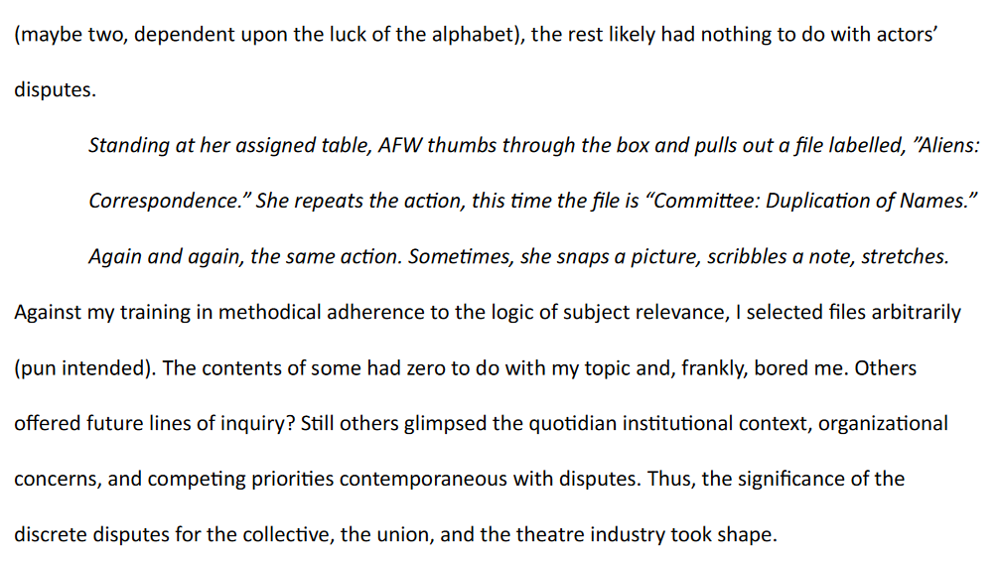 (maybe two, dependent upon the luck of the alphabet), the rest likely had nothing to do with actors’
disputes.
Standing at her assigned table, AFW thumbs through the box and pulls out a file labelled, ”Aliens:
Correspondence.” She repeats the action, this time the file is “Committee: Duplication of Names.”
Again and again, the same action. Sometimes, she snaps a picture, scribbles a note, stretches.
Against my training in methodical adherence to the logic of subject relevance, I selected files arbitrarily
(pun intended). The contents of some had zero to do with my topic and, frankly, bored me. Others
offered future lines of inquiry? Still others glimpsed the quotidian institutional context, organizational
concerns, and competing priorities contemporaneous with disputes. Thus, the significance of the
discrete disputes for the collective, the union, and the theatre industry took shape.